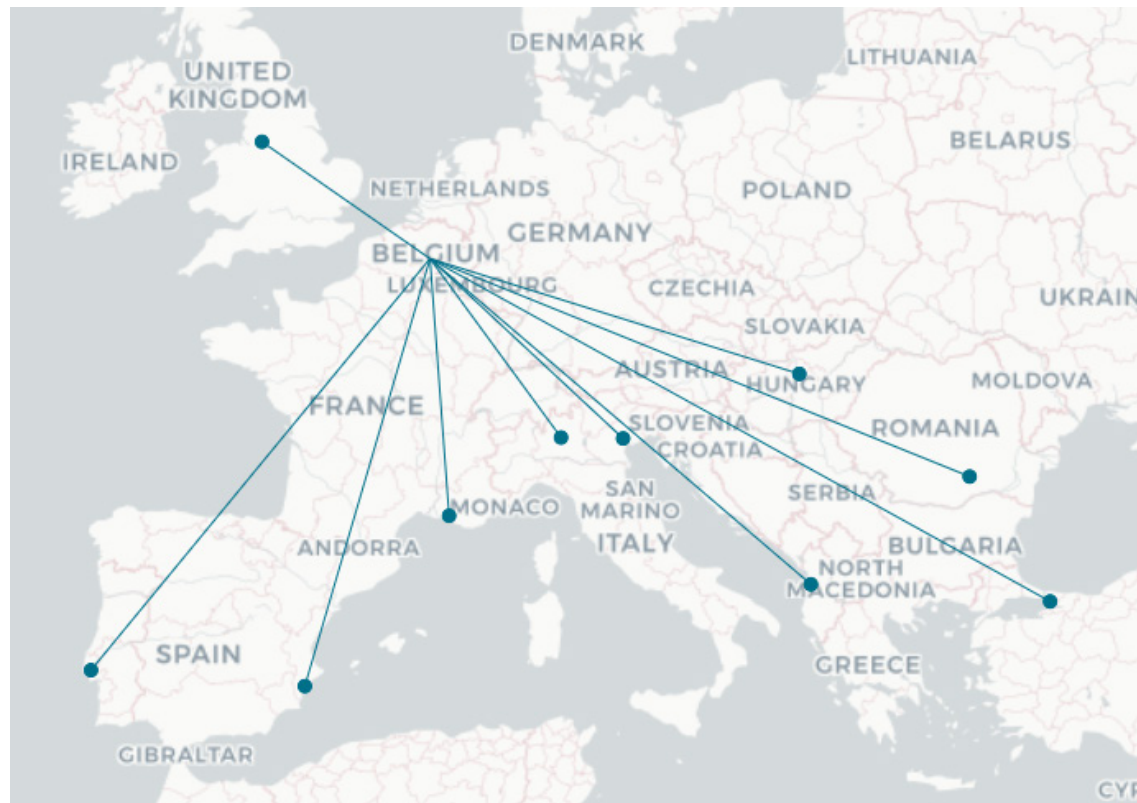 DENMARK
LITHUANIA
UNITED
KINGDOM
BELARUS
IRELAND
NETHERLANDS
POLAND
GERMANY
BELGIUM
LUXEMBOURG
CZECHIA
UKRAIN
SLOVAKIA
AUSTRIA
HUNGARY
MOLDOVA
FRANCE
SLOVENIA
ROMANIA
CROATIA
SAN
MARINO
SERBIA
MONACO
ITALY
ANDORRA
BULGARIA
NORTH
MACEDONIA
SPAIN
GREECE
GIBRALTAR
CYP